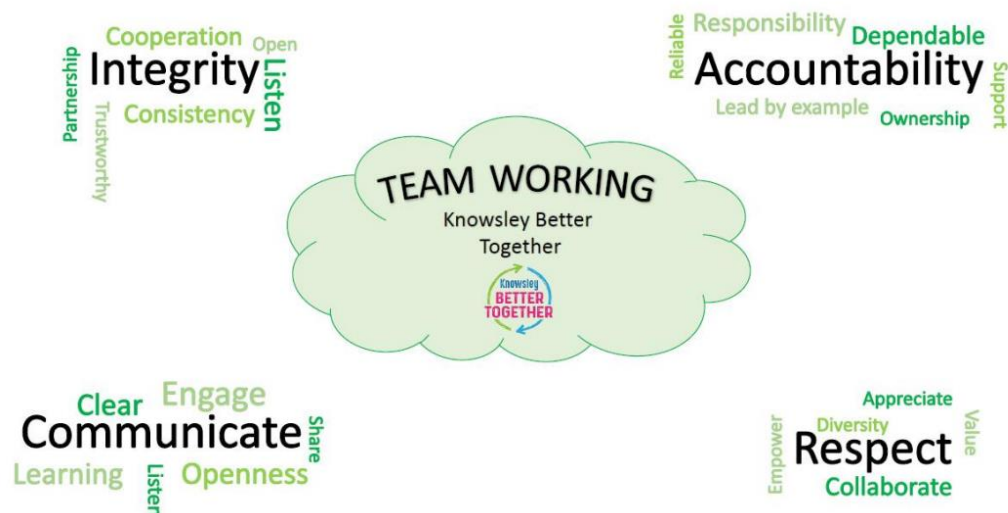 Cooperation
Open
Integrity
Partnership
Listen
Consistency
Trustworthy
Responsibility
Reliable
Dependable
Accountability
Support
Lead by example
Ownership
TEAM WORKING
Knowsley Better
Together
Knowsley
BETTER
TOGETHER
Engage
Clear
Communicate
Share
Learning
Listen
Openness
Appreciate
Value
Diversity
Empower
Respect
Collaborate